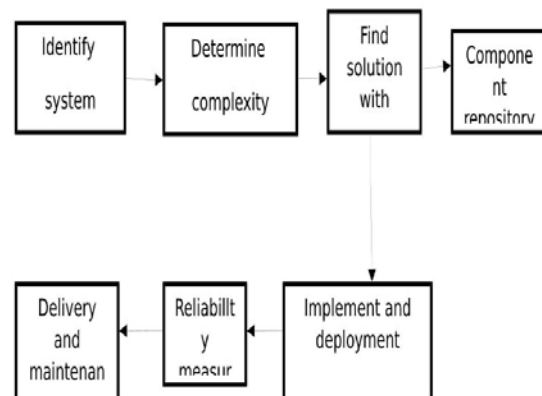 Identify
system
Determine
complexity
Find
solution
with
Compone
nt
repository
Implement and
deployment
Reliabillt
y
measur
Delivery
and
maintenan